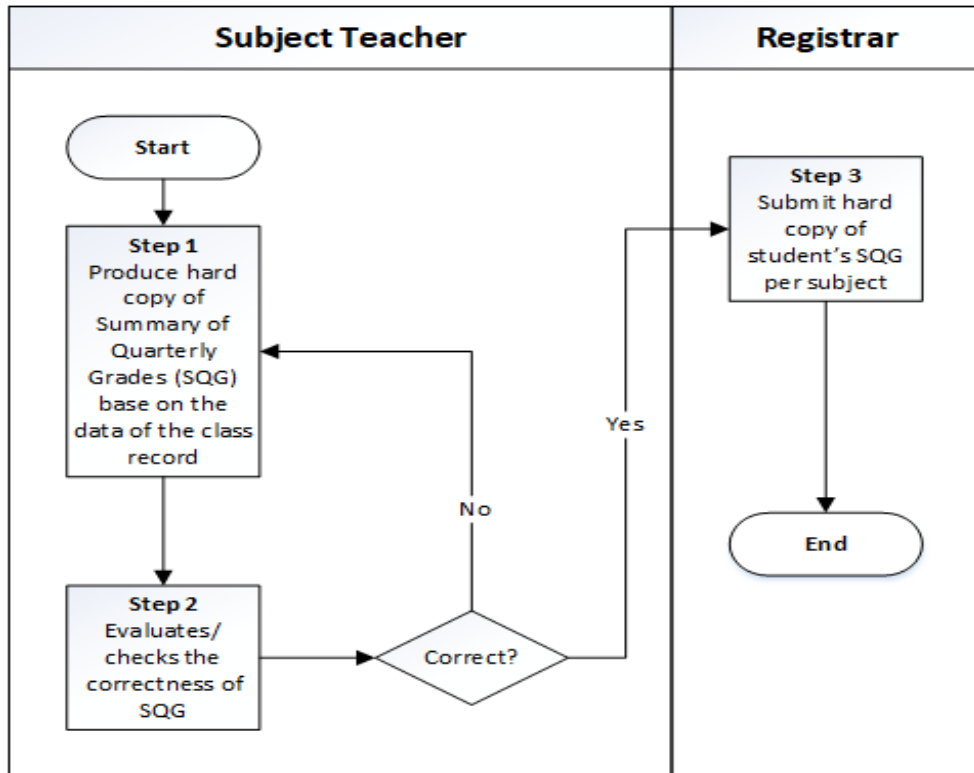 Subject Teacher
Registrar
Start
Step 1
Produce hard
copy of
Summary of
Quarterly
Grades (SQG)
base on the
data of the class
record
No
Step 2
Evaluates/
checks the
correctness of
SQG
Correct?
Yes
Step 3
Submit hard
copy of
student's SQG
per subject
End